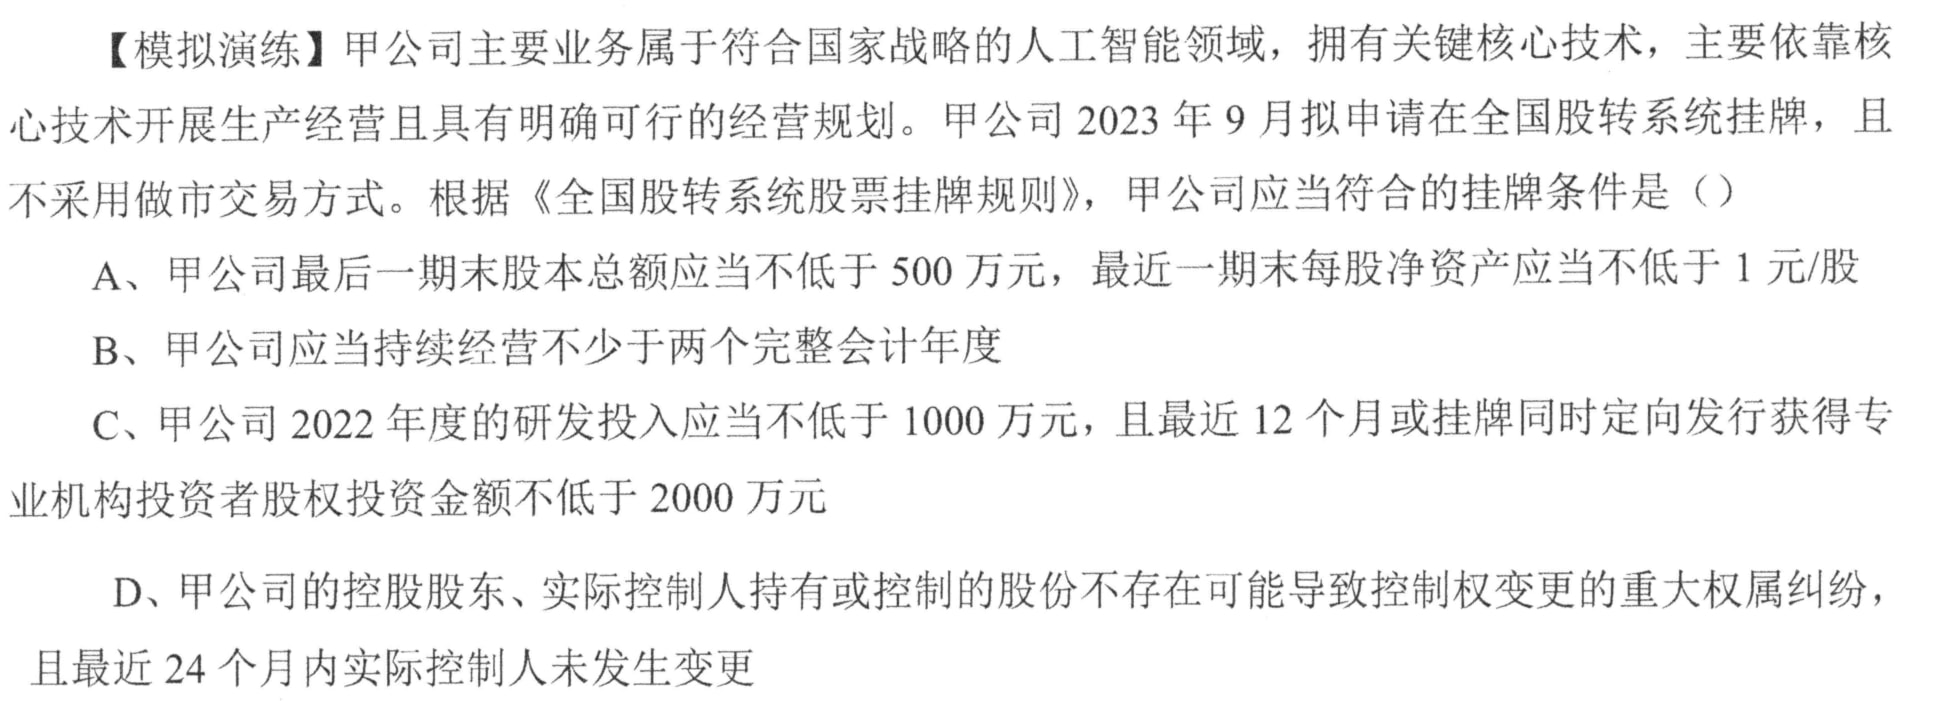 【模拟演练】甲公司主要业务属于符合国家战略的人工智能领域，拥有关键核心技术，主要依靠核
心技术开展生产经营且具有明确可行的经营规划。甲公司 2023 年 9 月拟申请在全国股转系统挂牌，且
不采用做市交易方式。根据《全国股转系统股票挂牌规则》，甲公司应当符合的挂牌条件是（）
A、甲公司最后一期末股本总额应当不低于 500 万元，最近一期末每股净资产应当不低于 1 元/股
B、甲公司应当持续经营不少于两个完整会计年度
C、甲公司 2022 年度的研发投入应当不低于 1000 万元，且最近 12 个月或挂牌同时定向发行获得专
业机构投资者股权投资金额不低于 2000 万元
D、甲公司的控股股东、实际控制人持有或控制的股份不存在可能导致控制权变更的重大权属纠纷，
且最近 24 个月内实际控制人未发生变更